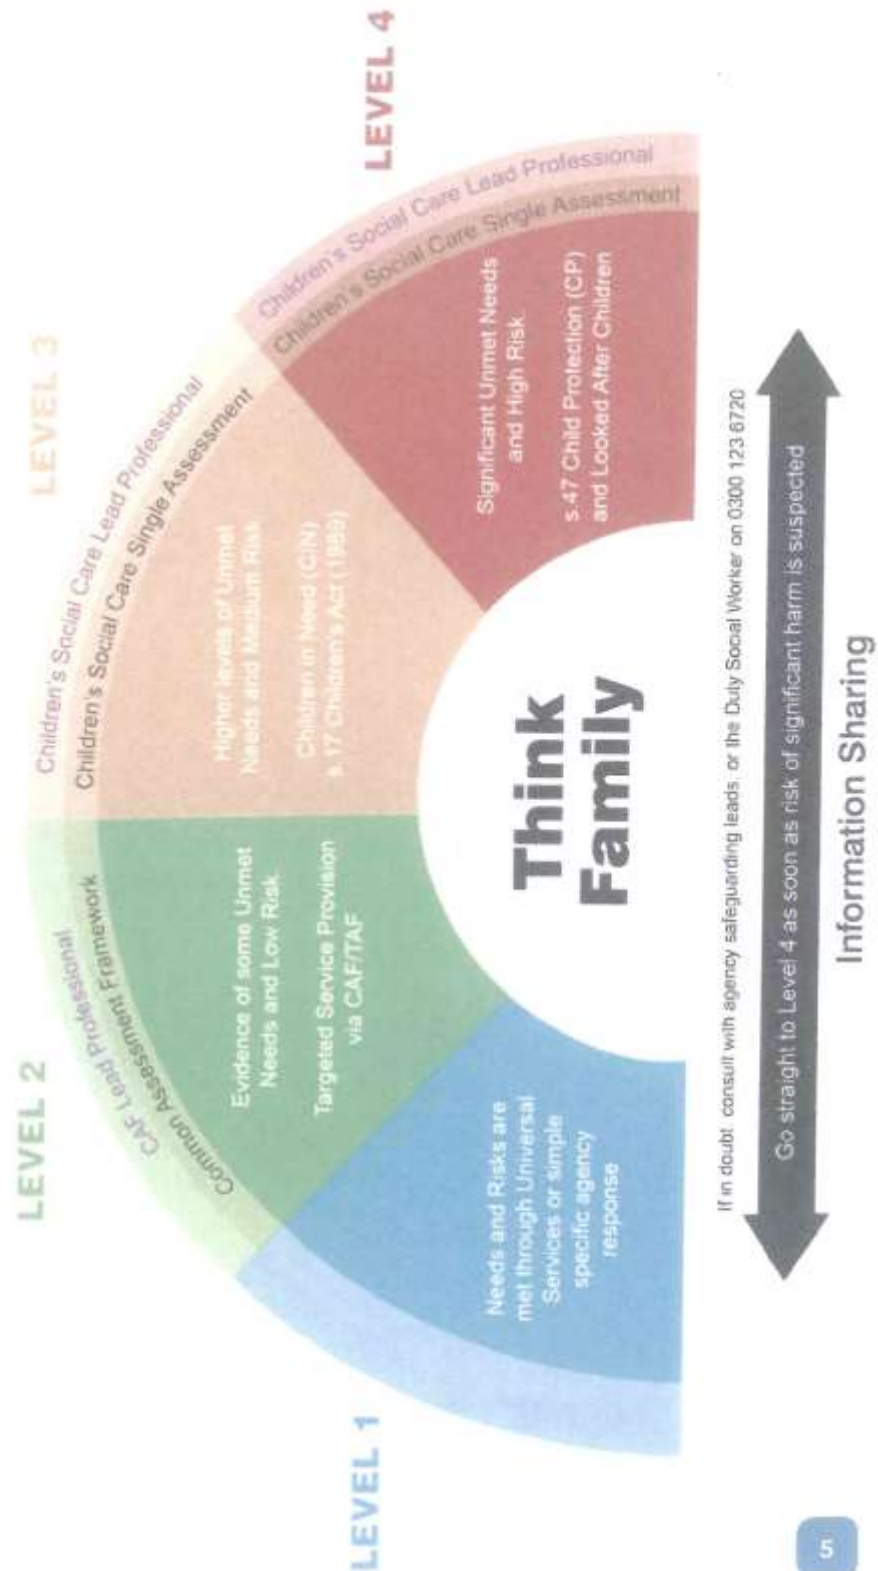 LEVEL 1
Needs and Risks are
met through Universal
Services or simple
specific agency
response
LEVEL 2
CAF Lead Professional
Common Assessment Framework
Evidence of some Unmet
Needs and Low Risk
Targeted Service Provision
via CAF/TAF
LEVEL 3
Children's Social Care Lead Professional
Children's Social Care Single Assessment
Higher levels of Unmet
Needs and Medium Risk
Children in Need (CIN)
s.17 Children's Act (1989)
LEVEL 4
Children's Social Care Lead Professional
Children's Social Care Single Assessment
Significant Unmet Needs
and High Risk
s.47 Child Protection (CP)
and Looked After Children
Think
Family
If in doubt, consult with agency safeguarding leads, or the Duty Social Worker on 0300 123 6720
Go straight to Level 4 as soon as risk of significant harm is suspected
Information Sharing
5